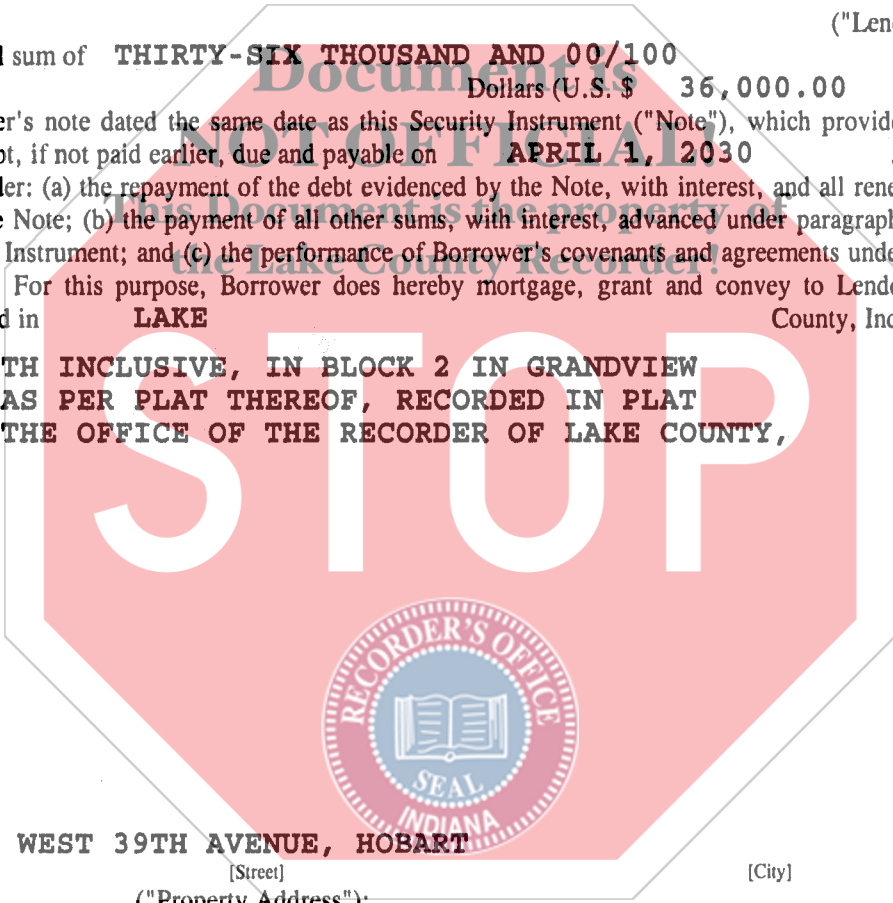 ("Len
sum of THIRTY-SIX THOUSAND AND 00/100
Document is
Dollars (U.S. $ 36,000.00
er's note dated the same date as this Security Instrument ("Note"), which provid
NOT OFFICIAL!
t, if not paid earlier, due and payable on APRIL 1, 2030
er: (a) the repayment of the debt evidenced by the Note, with interest, and all rene
This Document is the property of
Note; (b) the payment of all other sums, with interest, advanced under paragraph
Instrument; and (c) the performance of Borrower's covenants and agreements unde
the Lake County Recorder!
For this purpose, Borrower does hereby mortgage, grant and convey to Lende
d in LAKE County, Ind
TH INCLUSIVE, IN BLOCK 2 IN GRANDVIEW
AS PER PLAT THEREOF, RECORDED IN PLAT
THE OFFICE OF THE RECORDER OF LAKE COUNTY,
STOP
RECORDER'S OFFICE
SEAL
INDIANA
WEST 39TH AVENUE, HOBART
[Street] [City]
("Property Address");